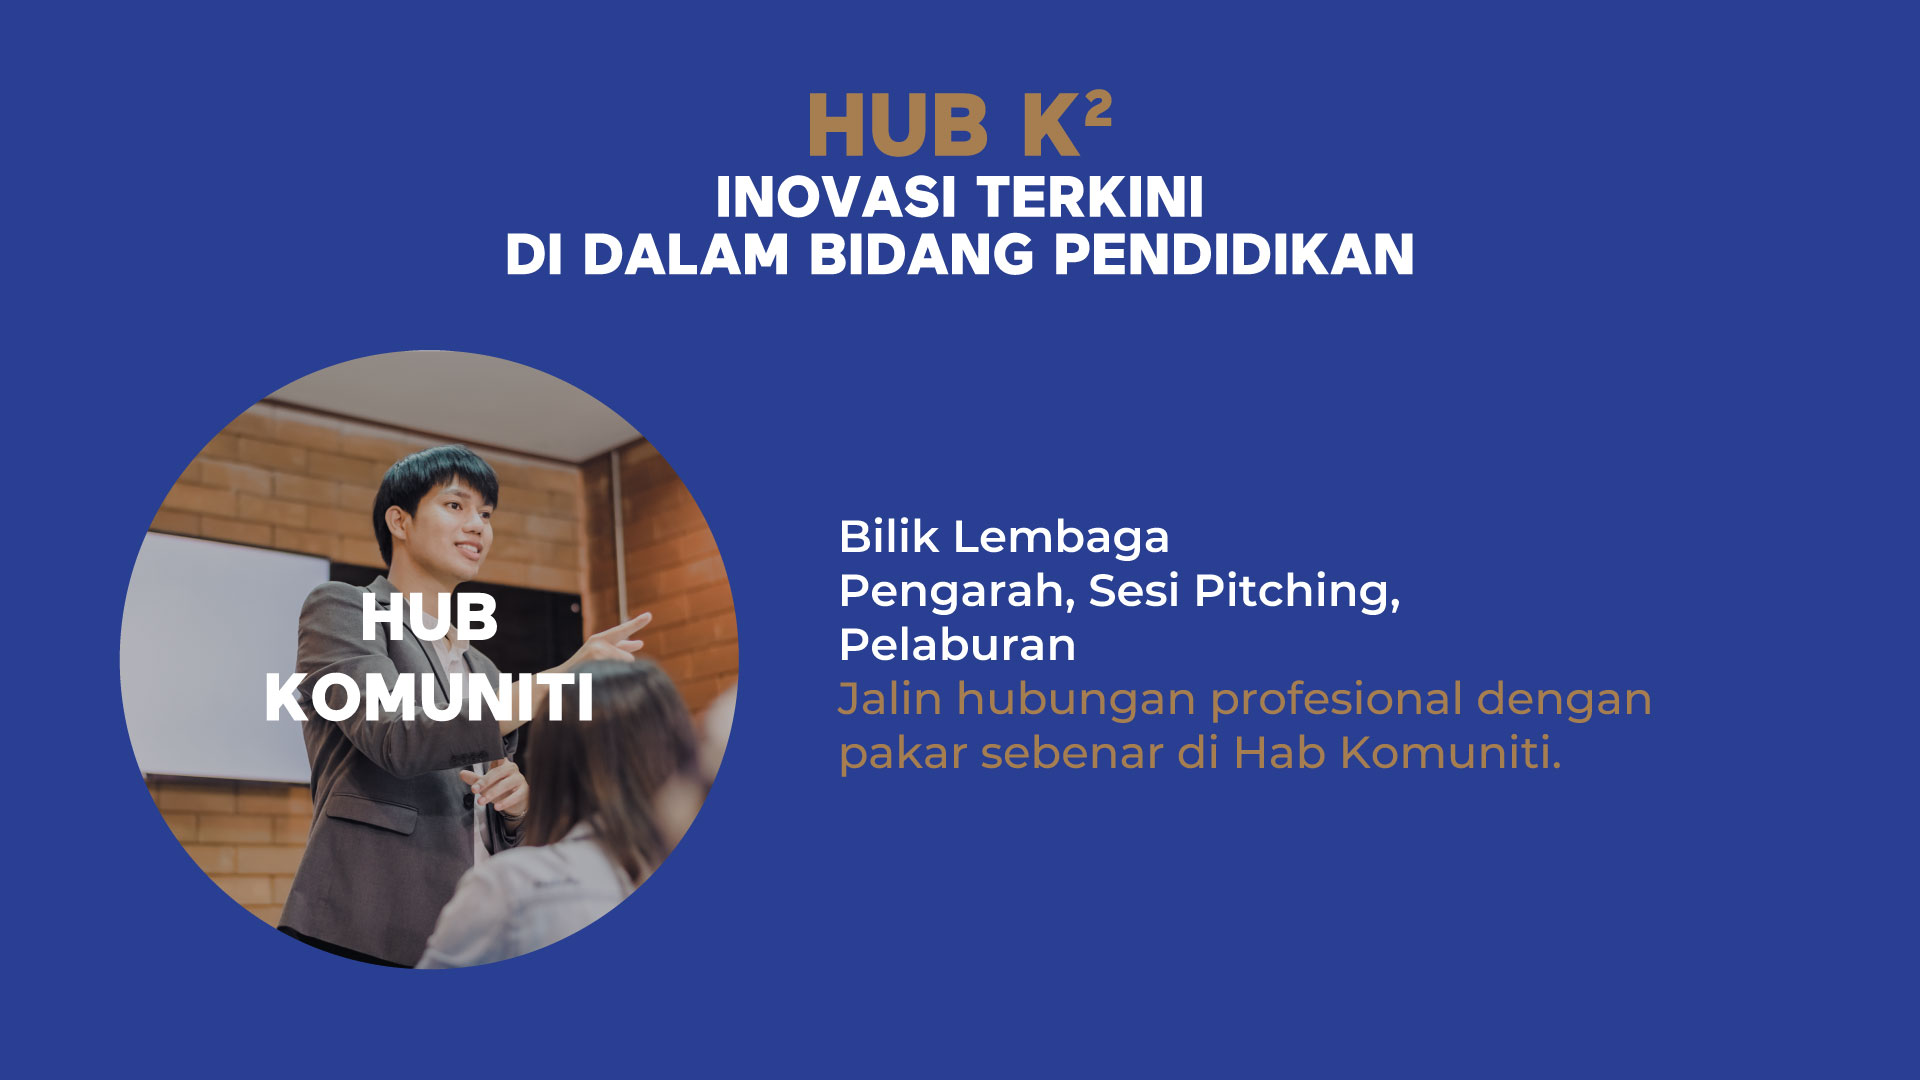 HUB K²
INOVASI TERKINI
DI DALAM BIDANG PENDIDIKAN
HUB
KOMUNITI
Bilik Lembaga
Pengarah, Sesi Pitching,
Pelaburan
Jalin hubungan profesional dengan
pakar sebenar di Hab Komuniti.